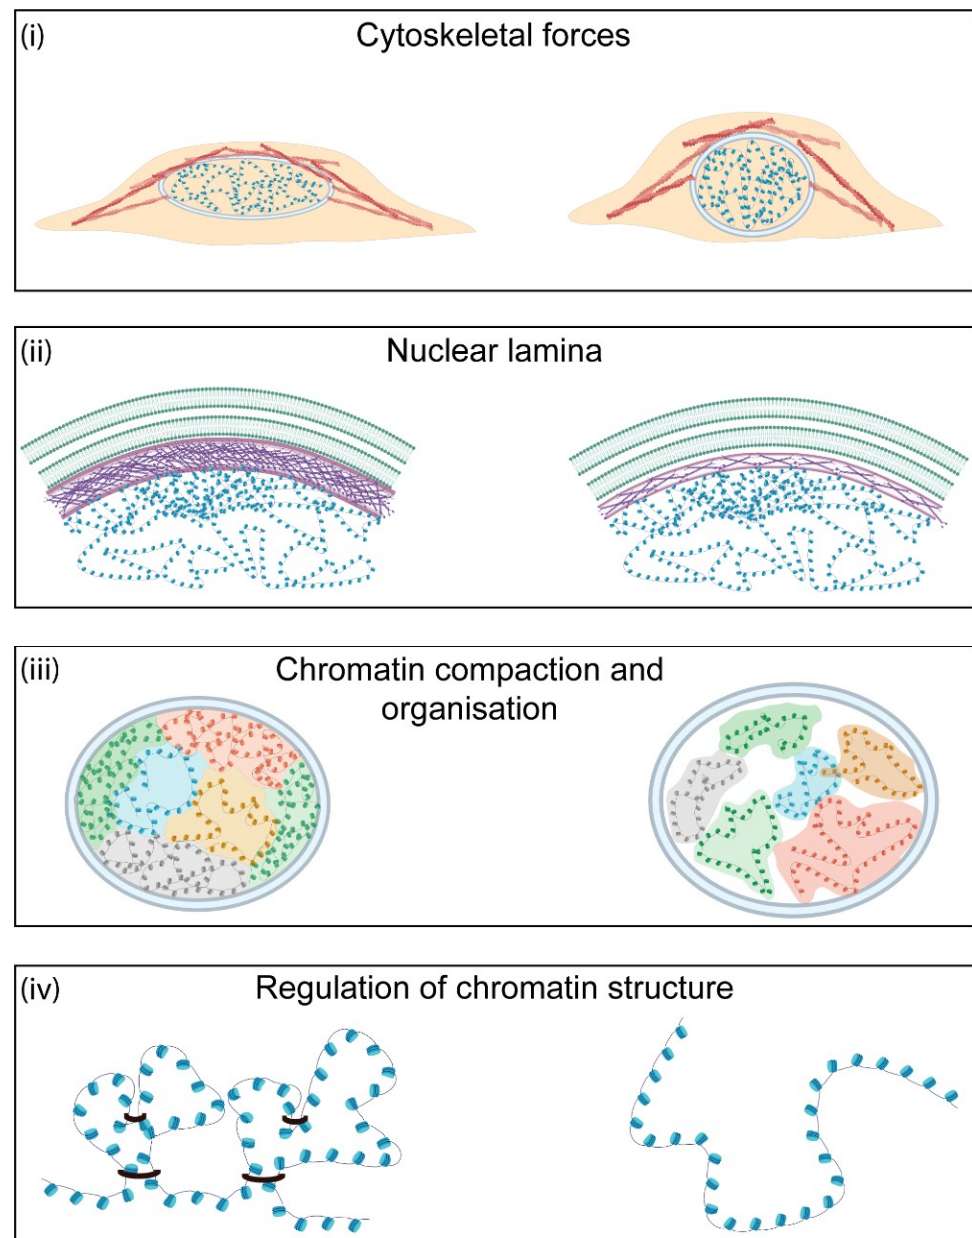 (i) Cytoskeletal forces
(ii) Nuclear lamina
(iii) Chromatin compaction and
organisation
(iv) Regulation of chromatin structure